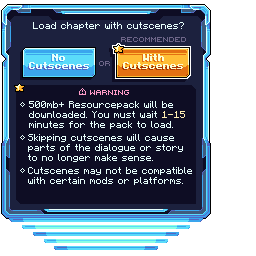 Load chapter with cutscenes?
RECOMMENDED
No
Cutscenes
OR
With
Cutscenes
WARNING
500mb+ Resourcepack will be
downloaded. You must wait 1-15
minutes for the pack to load.
Skipping cutscenes will cause
parts of the dialogue or story
to no longer make sense.
Cutscenes may not be compatible
with certain mods or platforms.